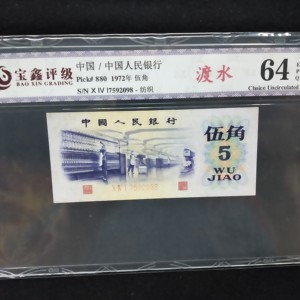 宝鑫评级
BAO XIN GRADING
中国 / 中国人民银行
Pick# 880 1972年 伍角
S/N X IV 17592098 - 纺织
渡水
64
Choice Uncirculated
中国人民银行
伍角
5
WU
JIAO